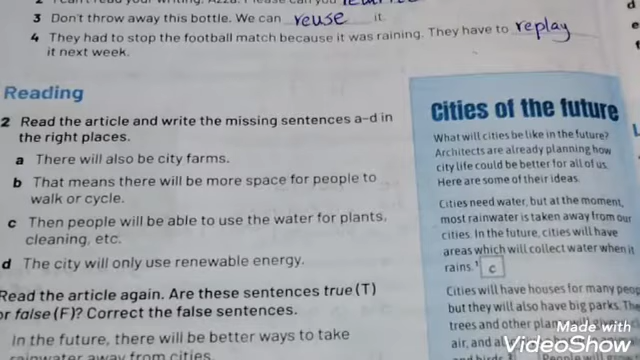 3 Don't throw away this bottle. We can reuse it.
4 They had to stop the football match because it was raining. They have to replay
it next week.
Reading
2 Read the article and write the missing sentences a–d in
the right places.
a There will also be city farms.
b That means there will be more space for people to
walk or cycle.
c Then people will be able to use the water for plants,
cleaning, etc.
d The city will only use renewable energy.
Read the article again. Are these sentences true (T)
or false (F)? Correct the false sentences.
In the future, there will be better ways to take
rainwater away from cities.
Cities of the future
What will cities be like in the future?
Architects are already planning how
city life could be better for all of us.
Here are some of their ideas.
Cities need water, but at the moment,
most rainwater is taken away from our
cities. In the future, cities will have
areas which will collect water when it
rains.¹ c
Cities will have houses for many peop
but they will also have big parks. The
trees and other plan
air, and al
Made with
VideoShow